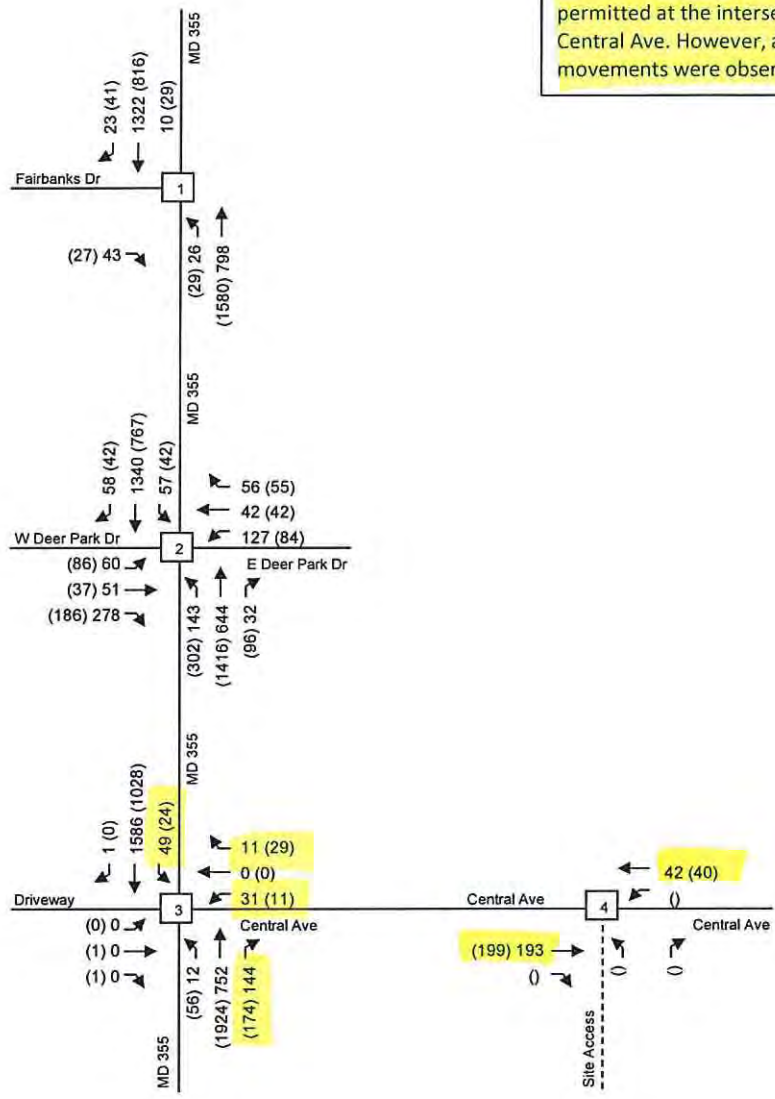 permitted at the interse
Central Ave. However, a
movements were obser
MD 355
23 (41)
1322 (816)
10 (29)
Fairbanks Dr
1
(27) 43
(29) 26
(1580) 798
MD 355
58 (42)
1340 (767)
57 (42)
56 (55)
42 (42)
127 (84)
W Deer Park Dr
2
E Deer Park Dr
(86) 60
(37) 51
(186) 278
(302) 143
(1416) 644
(96) 32
MD 355
1 (0)
1586 (1028)
49 (24)
11 (29)
0 (0)
31 (11)
Driveway
3
Central Ave
(0) 0
(1) 0
(1) 0
(56) 12
(1924) 752
(174) 144
MD 355
Central Ave
4
42 (40)
()
Central Ave
(199) 193
()
()
()
Site Access